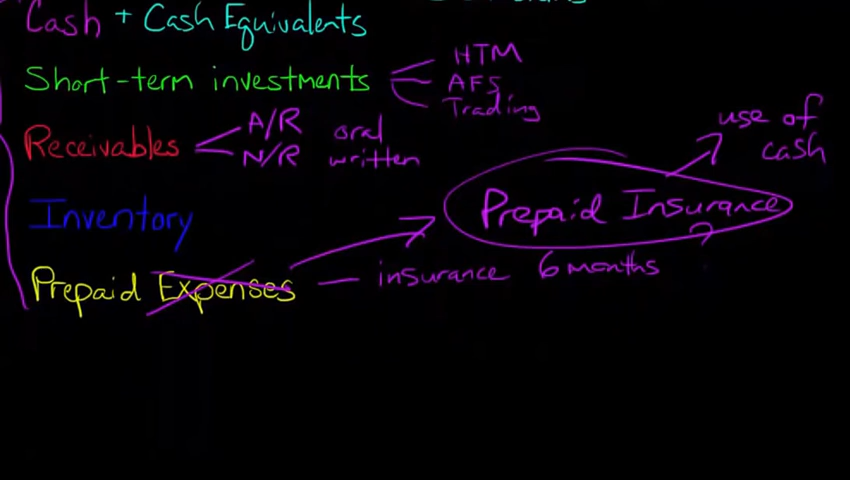 Cash + Cash Equivalents
Short-term investments
HTM
AFS
Trading
Receivables
A/R oral
N/R written
use of
cash
Inventory
Prepaid Insurance
Prepaid Expenses
insurance 6 months